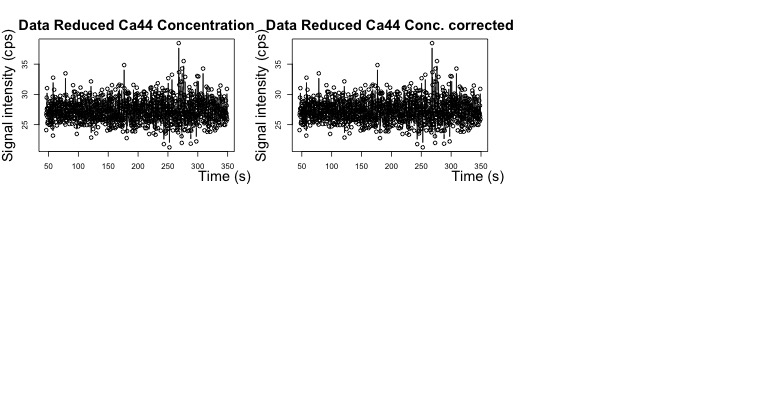 Data Reduced Ca44 Concentration
Signal intensity (cps)
35
30
25
50 100 150 200 250 300 350
Time (s)
Data Reduced Ca44 Conc. corrected
Signal intensity (cps)
35
30
25
50 100 150 200 250 300 350
Time (s)